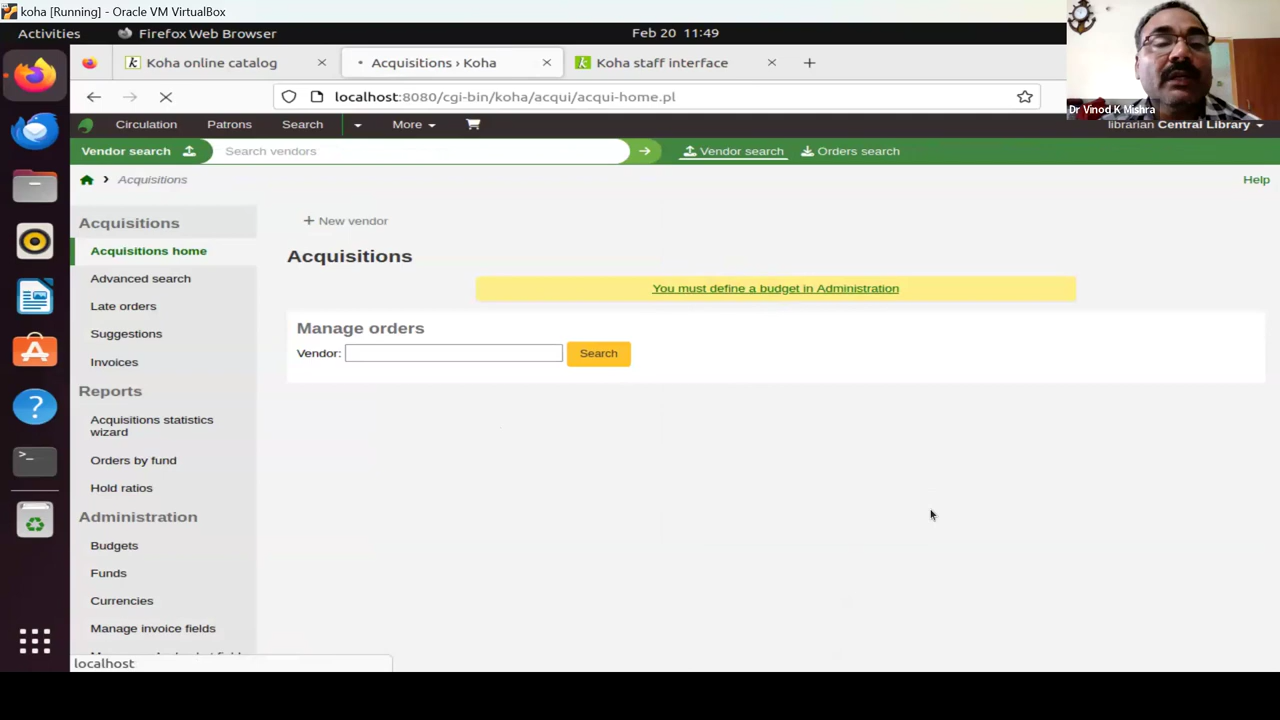 koha [Running] - Oracle VM VirtualBox
Activities
Firefox Web Browser
Feb 20 11:49
Koha online catalog
Acquisitions › Koha
Koha staff interface
localhost:8080/cgi-bin/koha/acqui/acqui-home.pl
Dr Vinod K Mishra
Circulation
Patrons
Search
More
librarian Central Library
Vendor search
Search vendors
Vendor search
Orders search
Acquisitions
Help
Acquisitions
+ New vendor
Acquisitions home
Acquisitions
Advanced search
You must define a budget in Administration
Late orders
Manage orders
Suggestions
Vendor:
Search
Invoices
Reports
Acquisitions statistics
wizard
Orders by fund
Hold ratios
Administration
Budgets
Funds
Currencies
Manage invoice fields
localhost